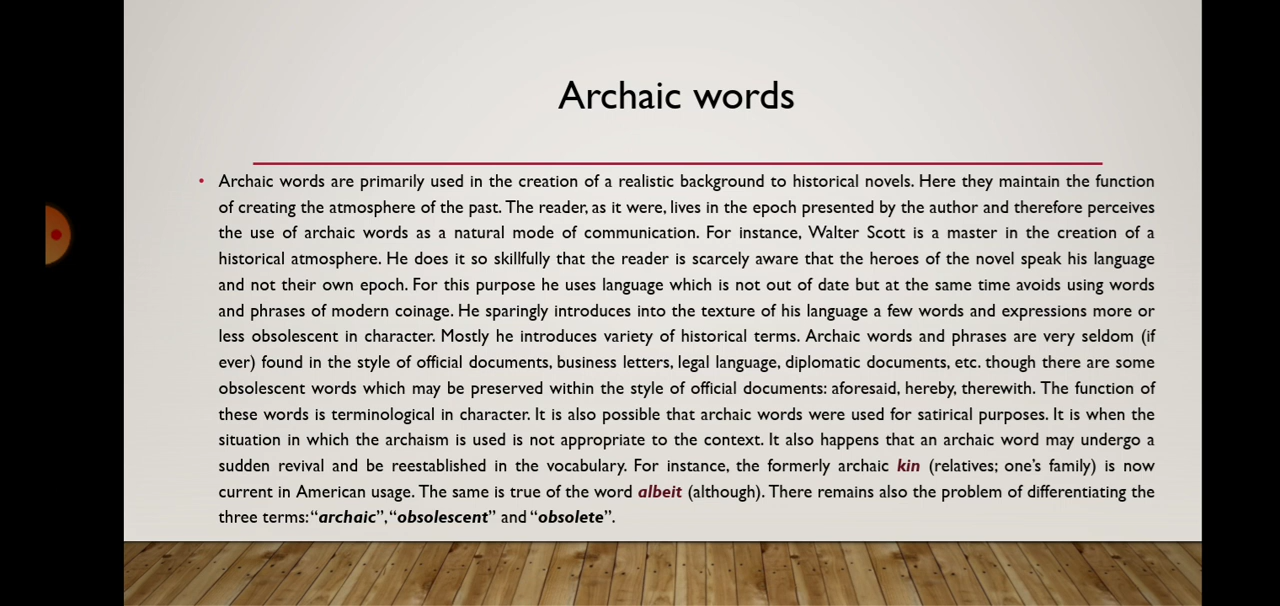 Archaic words
• Archaic words are primarily used in the creation of a realistic background to historical novels. Here they maintain the function
of creating the atmosphere of the past. The reader, as it were, lives in the epoch presented by the author and therefore perceives
the use of archaic words as a natural mode of communication. For instance, Walter Scott is a master in the creation of a
historical atmosphere. He does it so skillfully that the reader is scarcely aware that the heroes of the novel speak his language
and not their own epoch. For this purpose he uses language which is not out of date but at the same time avoids using words
and phrases of modern coinage. He sparingly introduces into the texture of his language a few words and expressions more or
less obsolescent in character. Mostly he introduces variety of historical terms. Archaic words and phrases are very seldom (if
ever) found in the style of official documents, business letters, legal language, diplomatic documents, etc. though there are some
obsolescent words which may be preserved within the style of official documents: aforesaid, hereby, therewith. The function of
these words is terminological in character. It is also possible that archaic words were used for satirical purposes. It is when the
situation in which the archaism is used is not appropriate to the context. It also happens that an archaic word may undergo a
sudden revival and be reestablished in the vocabulary. For instance, the formerly archaic kin (relatives; one’s family) is now
current in American usage. The same is true of the word albeit (although). There remains also the problem of differentiating the
three terms: “archaic”, “obsolescent” and “obsolete”.